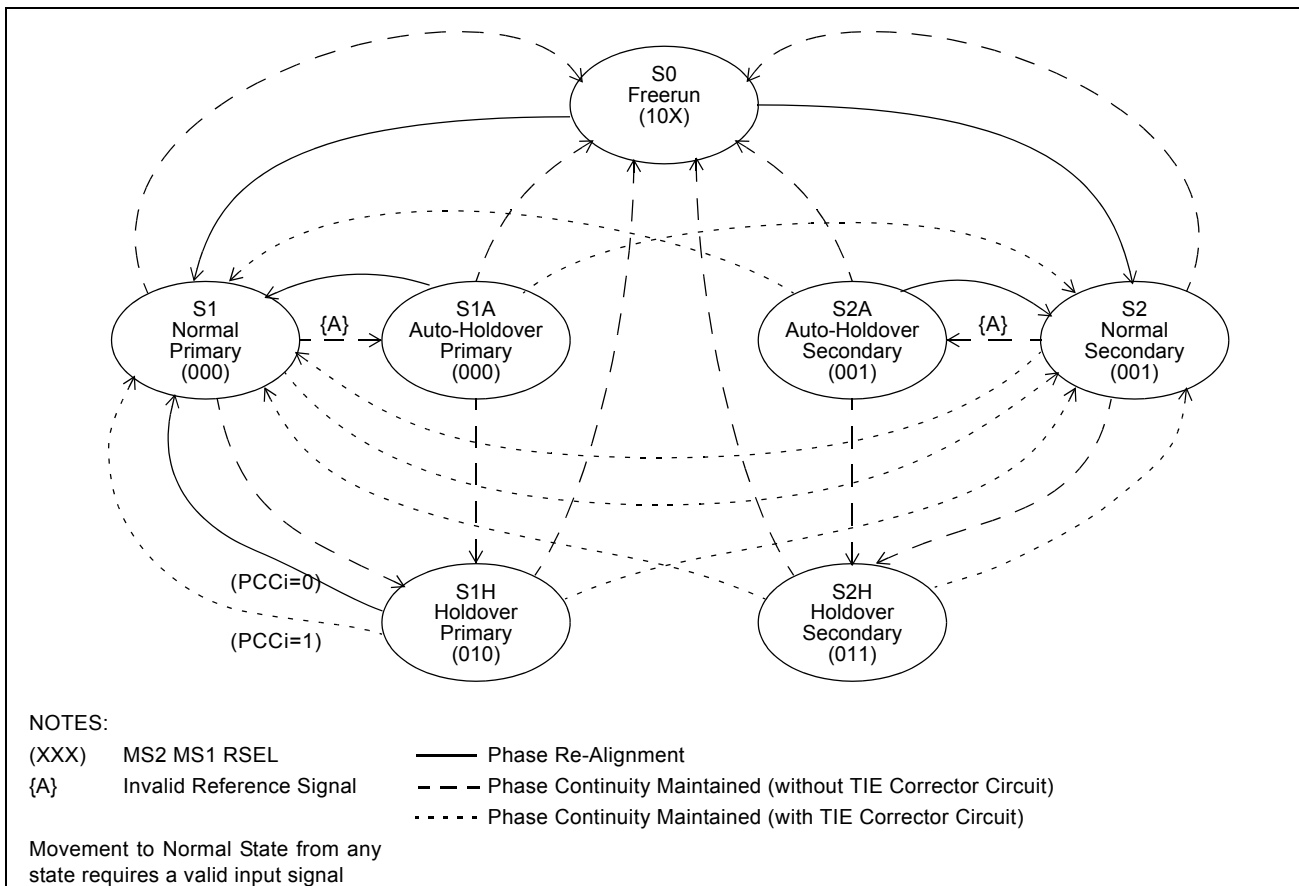 S0
Freerun
(10X)
S1
Normal
Primary
(000)
{A}
S1A
Auto-Holdover
Primary
(000)
S2A
Auto-Holdover
Secondary
(001)
{A}
S2
Normal
Secondary
(001)
(PCCi=0)
(PCCi=1)
S1H
Holdover
Primary
(010)
S2H
Holdover
Secondary
(011)
NOTES:
(XXX) MS2 MS1 RSEL
{A} Invalid Reference Signal
Movement to Normal State from any
state requires a valid input signal
Phase Re-Alignment
Phase Continuity Maintained (without TIE Corrector Circuit)
Phase Continuity Maintained (with TIE Corrector Circuit)